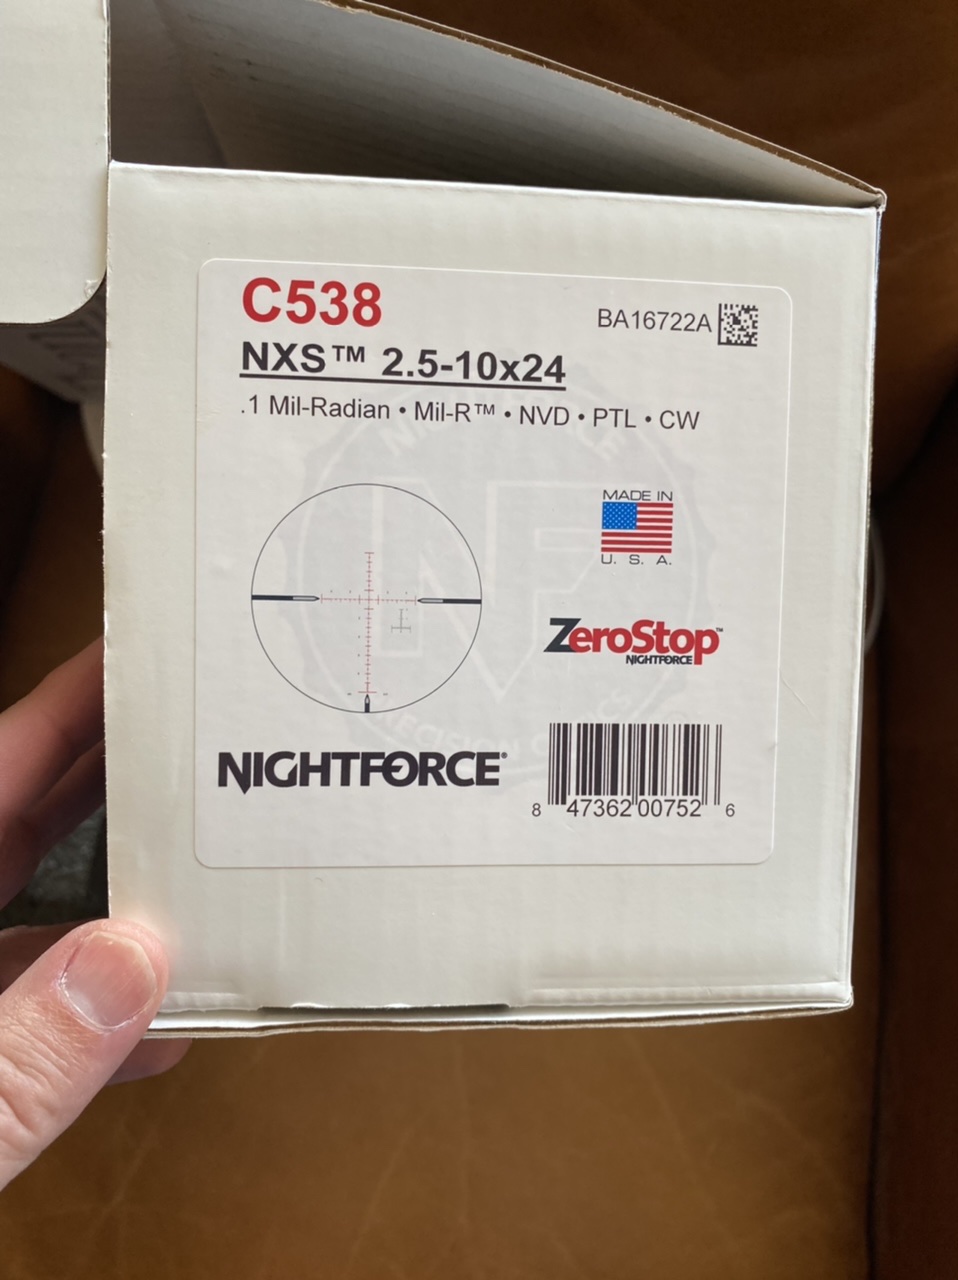 C538
BA16722A
NXS™ 2.5-10x24
.1 Mil-Radian • Mil-R™ • NVD • PTL • CW
MADE IN
U. S. A.
ZeroStop™
NIGHTFORCE
NIGHTFORCE®
8 47362 00752 6